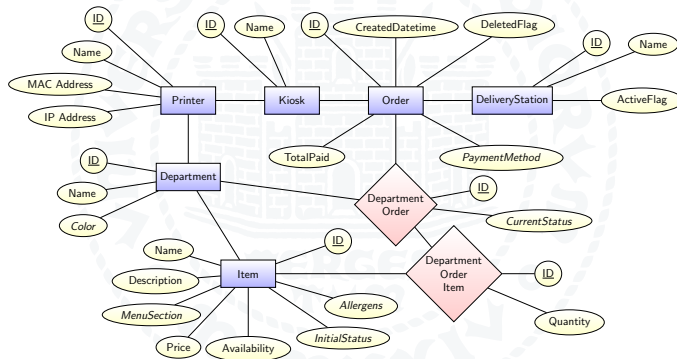 ID
CreatedDatetime
DeletedFlag
ID
Name
ID
Name
ID
Name
MAC Address
IP Address
Printer
Kiosk
Order
DeliveryStation
ActiveFlag
TotalPaid
PaymentMethod
ID
Name
Color
Department
Department
Order
ID
CurrentStatus
Name
ID
Description
Item
Department
Order
Item
ID
MenuSection
Allergens
Price
Availability
InitialStatus
Quantity